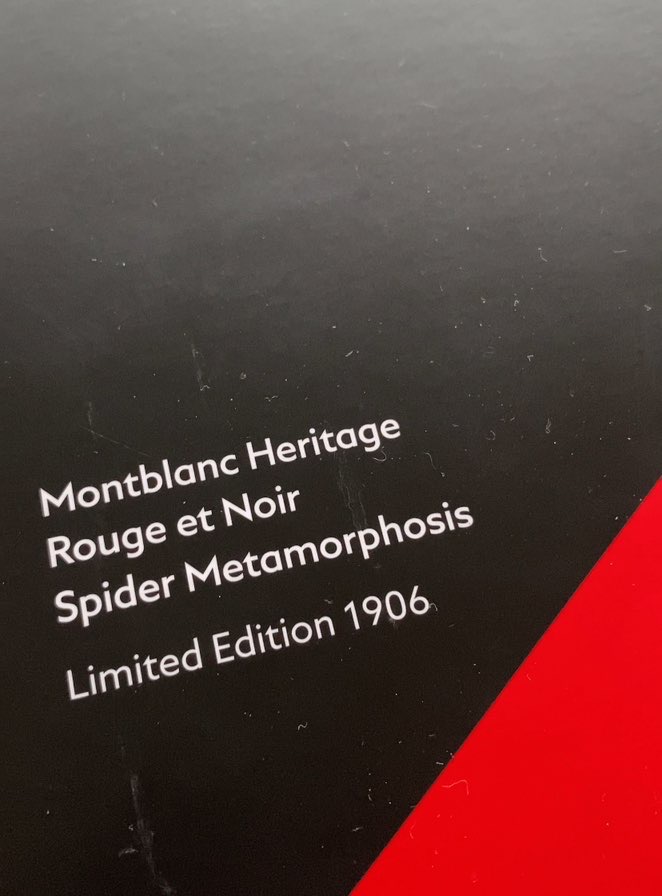 Montblanc Heritage
Rouge et Noir
Spider Metamorphosis
Limited Edition 1906